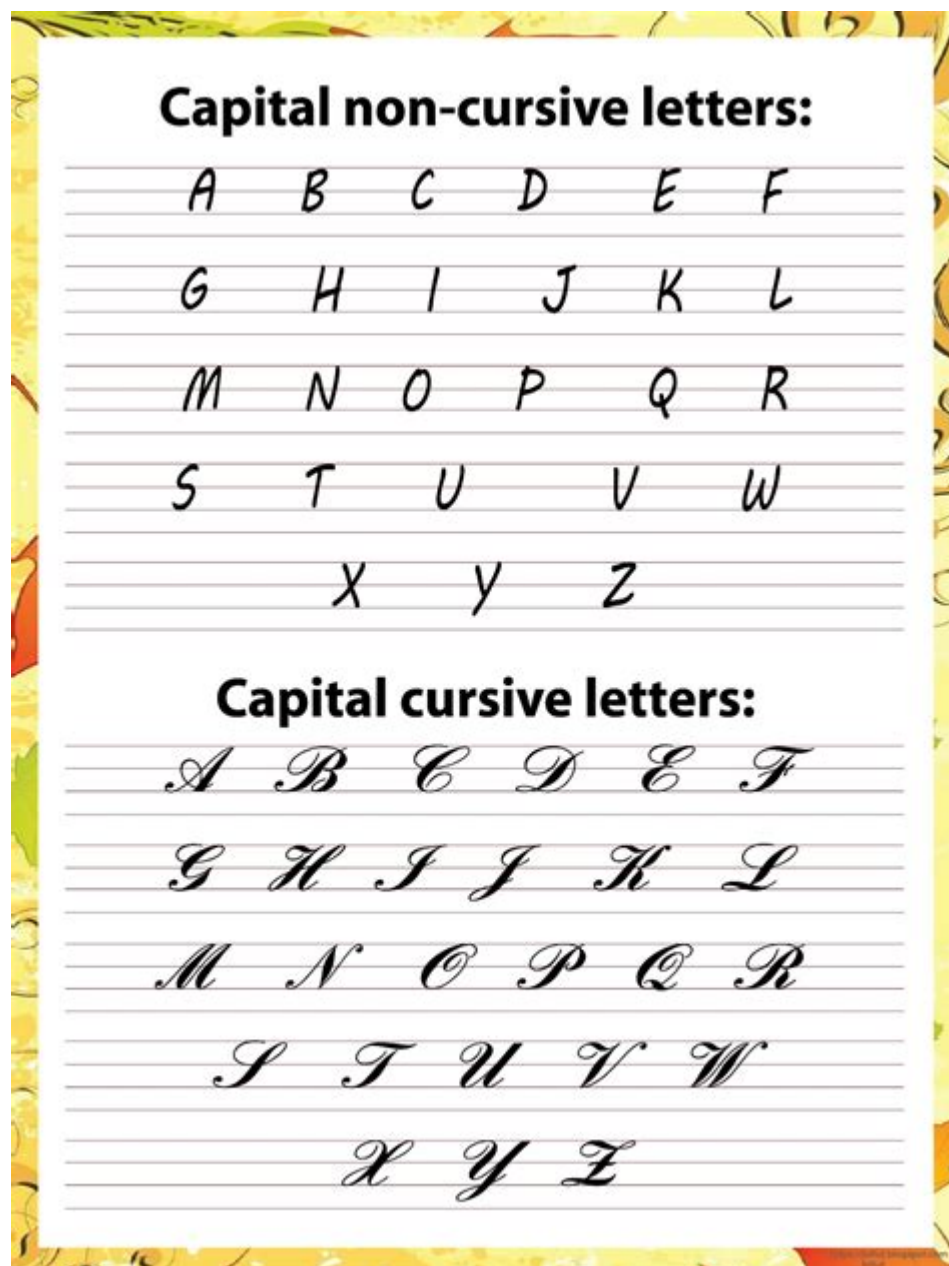 Capital non-cursive letters:
A B C D E F
G H I J K L
M N O P Q R
S T U V W
X Y Z
Capital cursive letters:
A B C D E F
G H I J K L
M N O P Q R
S T U V W
X Y Z